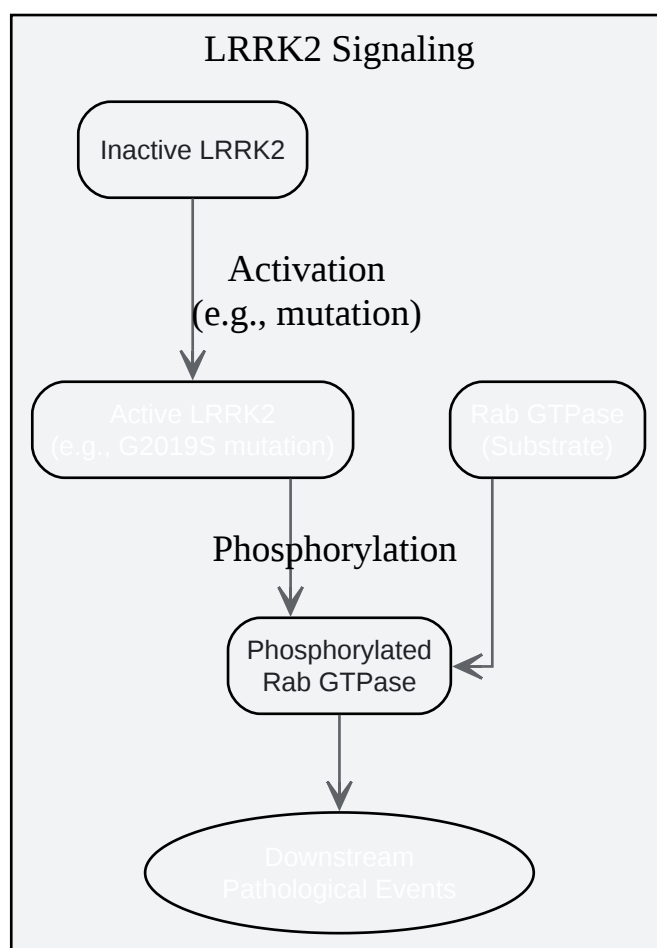 LRRK2 Signaling
Inactive LRRK2
Activation
(e.g., mutation)
Active LRRK2
(e.g., G2019S mutation)
Rab GTPase
(Substrate)
Phosphorylation
Phosphorylated
Rab GTPase
Downstream
Pathological Events